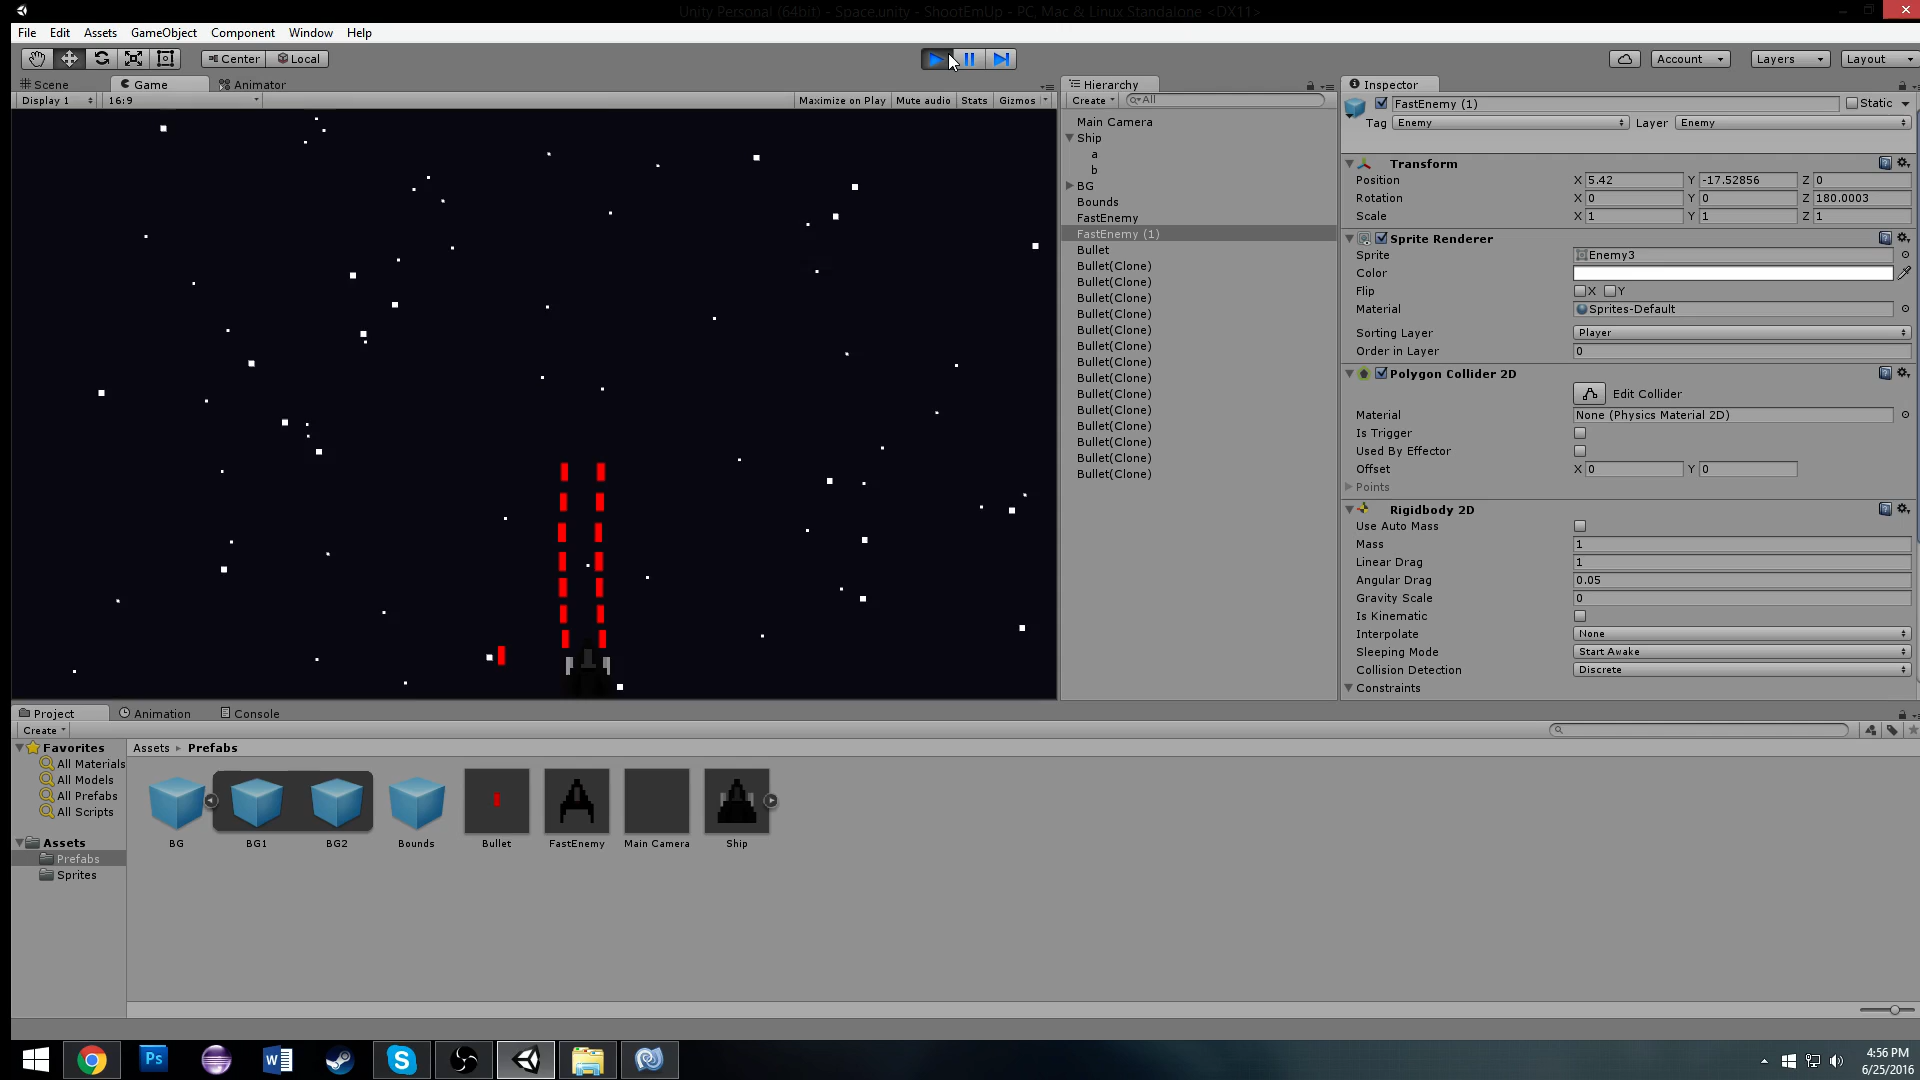 Unity Personal (64bit) - Space.unity - ShootEmUp - PC, Mac & Linux Standalone <DX11>
File Edit Assets GameObject Component Window Help
Center Local Account Layers Layout
Scene Game Animator
Display 1 16:9 Maximize on Play Mute audio Stats Gizmos
Hierarchy
Create All
Main Camera
Ship
a
b
BG
Bounds
FastEnemy
FastEnemy (1)
Bullet
Bullet(Clone)
Bullet(Clone)
Bullet(Clone)
Bullet(Clone)
Bullet(Clone)
Bullet(Clone)
Bullet(Clone)
Bullet(Clone)
Bullet(Clone)
Bullet(Clone)
Bullet(Clone)
Bullet(Clone)
Bullet(Clone)
Bullet(Clone)
Inspector
FastEnemy (1) Static
Tag Enemy Layer Enemy
Transform
Position X 5.42 Y -17.52856 Z 0
Rotation X 0 Y 0 Z 180.0003
Scale X 1 Y 1 Z 1
Sprite Renderer
Sprite Enemy3
Color
Flip X Y
Material Sprites-Default
Sorting Layer Player
Order in Layer 0
Polygon Collider 2D
Edit Collider
Material None (Physics Material 2D)
Is Trigger
Used By Effector
Offset X 0 Y 0
Points
Rigidbody 2D
Use Auto Mass
Mass 1
Linear Drag 1
Angular Drag 0.05
Gravity Scale 0
Is Kinematic
Interpolate None
Sleeping Mode Start Awake
Collision Detection Discrete
Constraints
Project Animation Console
Create
Favorites
All Materials
All Models
All Prefabs
All Scripts
Assets
Prefabs
Sprites
Assets Prefabs
BG BG1 BG2 Bounds Bullet FastEnemy Main Camera Ship
Ps
4:56 PM
6/25/2016